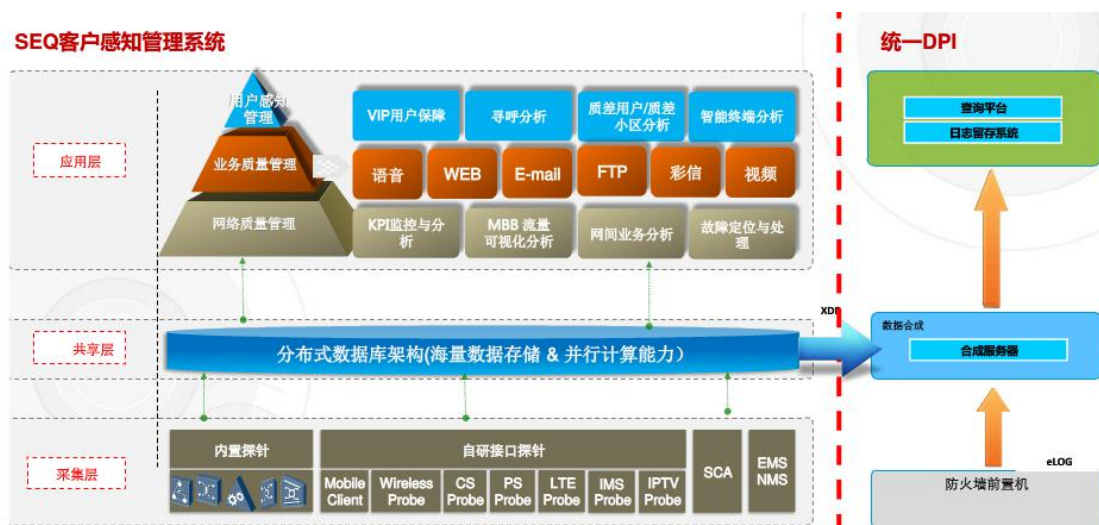 SEQ客户感知管理系统
统一DPI
应用层
用户感知
管理
业务质量管理
网络质量管理
VIP用户保障
寻呼分析
质差用户/质差
小区分析
智能终端分析
语音
WEB
E-mail
FTP
彩信
视频
KPI监控与分
析
MBB 流量
可视化分析
网间业务分析
故障定位与处
理
查询平台
日志留存系统
共享层
分布式数据库架构(海量数据存储 & 并行计算能力)
数据合成
合成服务器
采集层
内置探针
自研接口探针
Mobile
Client
Wireless
Probe
CS
Probe
PS
Probe
LTE
Probe
IMS
Probe
IPTV
Probe
SCA
EMS
NMS
eLOG
防火墙前置机